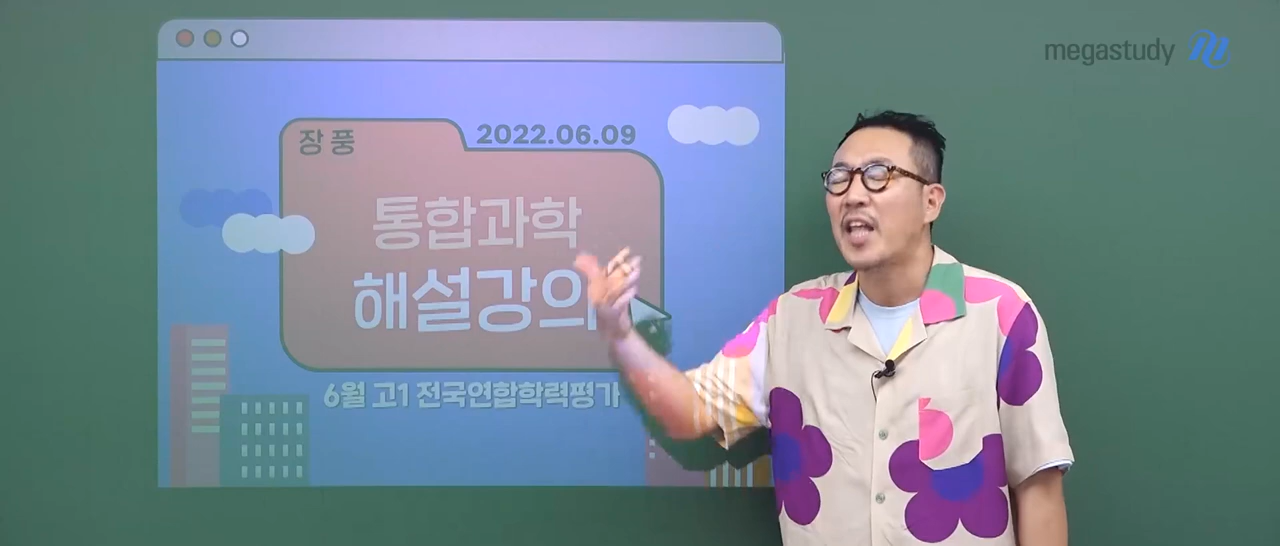 megastudy
장 풍
2022.06.09
통합과학
해설강의
6월 고1 전국연합학력평가